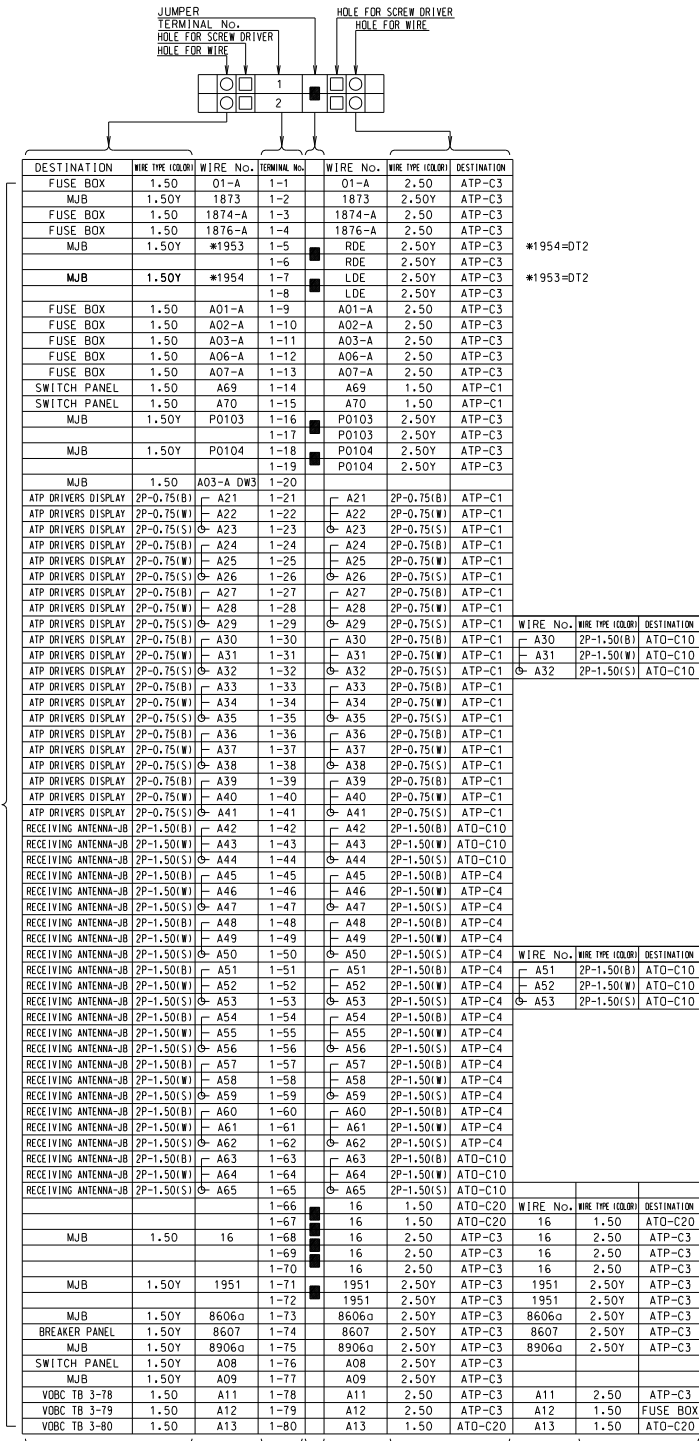 JUMPER
TERMINAL No.
HOLE FOR SCREW DRIVER
HOLE FOR WIRE
HOLE FOR SCREW DRIVER
HOLE FOR WIRE
1
2
DESTINATION WIRE TYPE (COLOR) WIRE No. TERMINAL No. WIRE No. WIRE TYPE (COLOR) DESTINATION
FUSE BOX 1.50 01-A 1-1 01-A 2.50 ATP-C3
MJB 1.50Y 1873 1-2 1873 2.50Y ATP-C3
FUSE BOX 1.50 1874-A 1-3 1874-A 2.50 ATP-C3
FUSE BOX 1.50 1876-A 1-4 1876-A 2.50 ATP-C3
MJB 1.50Y *1953 1-5 RDE 2.50Y ATP-C3 *1954=DT2
1-6 RDE 2.50Y ATP-C3
MJB 1.50Y *1954 1-7 LDE 2.50Y ATP-C3 *1953=DT2
1-8 LDE 2.50Y ATP-C3
FUSE BOX 1.50 A01-A 1-9 A01-A 2.50 ATP-C3
FUSE BOX 1.50 A02-A 1-10 A02-A 2.50 ATP-C3
FUSE BOX 1.50 A03-A 1-11 A03-A 2.50 ATP-C3
FUSE BOX 1.50 A06-A 1-12 A06-A 2.50 ATP-C3
FUSE BOX 1.50 A07-A 1-13 A07-A 2.50 ATP-C3
SWITCH PANEL 1.50 A69 1-14 A69 1.50 ATP-C1
SWITCH PANEL 1.50 A70 1-15 A70 1.50 ATP-C1
MJB 1.50Y P0103 1-16 P0103 2.50Y ATP-C3
1-17 P0103 2.50Y ATP-C3
MJB 1.50Y P0104 1-18 P0104 2.50Y ATP-C3
1-19 P0104 2.50Y ATP-C3
MJB 1.50 A03-A DW3 1-20
ATP DRIVERS DISPLAY 2P-0.75(B) A21 1-21 A21 2P-0.75(B) ATP-C1
ATP DRIVERS DISPLAY 2P-0.75(W) A22 1-22 A22 2P-0.75(W) ATP-C1
ATP DRIVERS DISPLAY 2P-0.75(S) A23 1-23 A23 2P-0.75(S) ATP-C1
ATP DRIVERS DISPLAY 2P-0.75(B) A24 1-24 A24 2P-0.75(B) ATP-C1
ATP DRIVERS DISPLAY 2P-0.75(W) A25 1-25 A25 2P-0.75(W) ATP-C1
ATP DRIVERS DISPLAY 2P-0.75(S) A26 1-26 A26 2P-0.75(S) ATP-C1
ATP DRIVERS DISPLAY 2P-0.75(B) A27 1-27 A27 2P-0.75(B) ATP-C1
ATP DRIVERS DISPLAY 2P-0.75(W) A28 1-28 A28 2P-0.75(W) ATP-C1
ATP DRIVERS DISPLAY 2P-0.75(S) A29 1-29 A29 2P-0.75(S) ATP-C1 WIRE No. WIRE TYPE (COLOR) DESTINATION
ATP DRIVERS DISPLAY 2P-0.75(B) A30 1-30 A30 2P-0.75(B) ATP-C1 A30 2P-1.50(B) ATO-C10
ATP DRIVERS DISPLAY 2P-0.75(W) A31 1-31 A31 2P-0.75(W) ATP-C1 A31 2P-1.50(W) ATO-C10
ATP DRIVERS DISPLAY 2P-0.75(S) A32 1-32 A32 2P-0.75(S) ATP-C1 A32 2P-1.50(S) ATO-C10
ATP DRIVERS DISPLAY 2P-0.75(B) A33 1-33 A33 2P-0.75(B) ATP-C1
ATP DRIVERS DISPLAY 2P-0.75(W) A34 1-34 A34 2P-0.75(W) ATP-C1
ATP DRIVERS DISPLAY 2P-0.75(S) A35 1-35 A35 2P-0.75(S) ATP-C1
ATP DRIVERS DISPLAY 2P-0.75(B) A36 1-36 A36 2P-0.75(B) ATP-C1
ATP DRIVERS DISPLAY 2P-0.75(W) A37 1-37 A37 2P-0.75(W) ATP-C1
ATP DRIVERS DISPLAY 2P-0.75(S) A38 1-38 A38 2P-0.75(S) ATP-C1
ATP DRIVERS DISPLAY 2P-0.75(B) A39 1-39 A39 2P-0.75(B) ATP-C1
ATP DRIVERS DISPLAY 2P-0.75(W) A40 1-40 A40 2P-0.75(W) ATP-C1
ATP DRIVERS DISPLAY 2P-0.75(S) A41 1-41 A41 2P-0.75(S) ATP-C1
RECEIVING ANTENNA-JB 2P-1.50(B) A42 1-42 A42 2P-1.50(B) ATO-C10
RECEIVING ANTENNA-JB 2P-1.50(W) A43 1-43 A43 2P-1.50(W) ATO-C10
RECEIVING ANTENNA-JB 2P-1.50(S) A44 1-44 A44 2P-1.50(S) ATO-C10
RECEIVING ANTENNA-JB 2P-1.50(B) A45 1-45 A45 2P-1.50(B) ATP-C4
RECEIVING ANTENNA-JB 2P-1.50(W) A46 1-46 A46 2P-1.50(W) ATP-C4
RECEIVING ANTENNA-JB 2P-1.50(S) A47 1-47 A47 2P-1.50(S) ATP-C4
RECEIVING ANTENNA-JB 2P-1.50(B) A48 1-48 A48 2P-1.50(B) ATP-C4
RECEIVING ANTENNA-JB 2P-1.50(W) A49 1-49 A49 2P-1.50(W) ATP-C4
RECEIVING ANTENNA-JB 2P-1.50(S) A50 1-50 A50 2P-1.50(S) ATP-C4 WIRE No. WIRE TYPE (COLOR) DESTINATION
RECEIVING ANTENNA-JB 2P-1.50(B) A51 1-51 A51 2P-1.50(B) ATP-C4 A51 2P-1.50(B) ATO-C10
RECEIVING ANTENNA-JB 2P-1.50(W) A52 1-52 A52 2P-1.50(W) ATP-C4 A52 2P-1.50(W) ATO-C10
RECEIVING ANTENNA-JB 2P-1.50(S) A53 1-53 A53 2P-1.50(S) ATP-C4 A53 2P-1.50(S) ATO-C10
RECEIVING ANTENNA-JB 2P-1.50(B) A54 1-54 A54 2P-1.50(B) ATP-C4
RECEIVING ANTENNA-JB 2P-1.50(W) A55 1-55 A55 2P-1.50(W) ATP-C4
RECEIVING ANTENNA-JB 2P-1.50(S) A56 1-56 A56 2P-1.50(S) ATP-C4
RECEIVING ANTENNA-JB 2P-1.50(B) A57 1-57 A57 2P-1.50(B) ATP-C4
RECEIVING ANTENNA-JB 2P-1.50(W) A58 1-58 A58 2P-1.50(W) ATP-C4
RECEIVING ANTENNA-JB 2P-1.50(S) A59 1-59 A59 2P-1.50(S) ATP-C4
RECEIVING ANTENNA-JB 2P-1.50(B) A60 1-60 A60 2P-1.50(B) ATP-C4
RECEIVING ANTENNA-JB 2P-1.50(W) A61 1-61 A61 2P-1.50(W) ATP-C4
RECEIVING ANTENNA-JB 2P-1.50(S) A62 1-62 A62 2P-1.50(S) ATP-C4
RECEIVING ANTENNA-JB 2P-1.50(B) A63 1-63 A63 2P-1.50(B) ATO-C10
RECEIVING ANTENNA-JB 2P-1.50(W) A64 1-64 A64 2P-1.50(W) ATO-C10
RECEIVING ANTENNA-JB 2P-1.50(S) A65 1-65 A65 2P-1.50(S) ATO-C10
1-66 16 1.50 ATO-C20 WIRE No. WIRE TYPE (COLOR) DESTINATION
1-67 16 1.50 ATO-C20 16 1.50 ATO-C20
MJB 1.50 16 1-68 16 2.50 ATP-C3 16 2.50 ATP-C3
1-69 16 2.50 ATP-C3 16 2.50 ATP-C3
1-70 16 2.50 ATP-C3 16 2.50 ATP-C3
MJB 1.50Y 1951 1-71 1951 2.50Y ATP-C3 1951 2.50Y ATP-C3
1-72 1951 2.50Y ATP-C3 1951 2.50Y ATP-C3
MJB 1.50Y 8606a 1-73 8606a 2.50Y ATP-C3 8606a 2.50Y ATP-C3
BREAKER PANEL 1.50Y 8607 1-74 8607 2.50Y ATP-C3 8607 2.50Y ATP-C3
MJB 1.50Y 8906a 1-75 8906a 2.50Y ATP-C3 8906a 2.50Y ATP-C3
SWITCH PANEL 1.50Y A08 1-76 A08 2.50Y ATP-C3
MJB 1.50Y A09 1-77 A09 2.50Y ATP-C3
VOBC TB 3-78 1.50 A11 1-78 A11 2.50 ATP-C3 A11 2.50 ATP-C3
VOBC TB 3-79 1.50 A12 1-79 A12 2.50 ATP-C3 A12 1.50 FUSE BOX
VOBC TB 3-80 1.50 A13 1-80 A13 1.50 ATO-C20 A13 1.50 ATO-C20